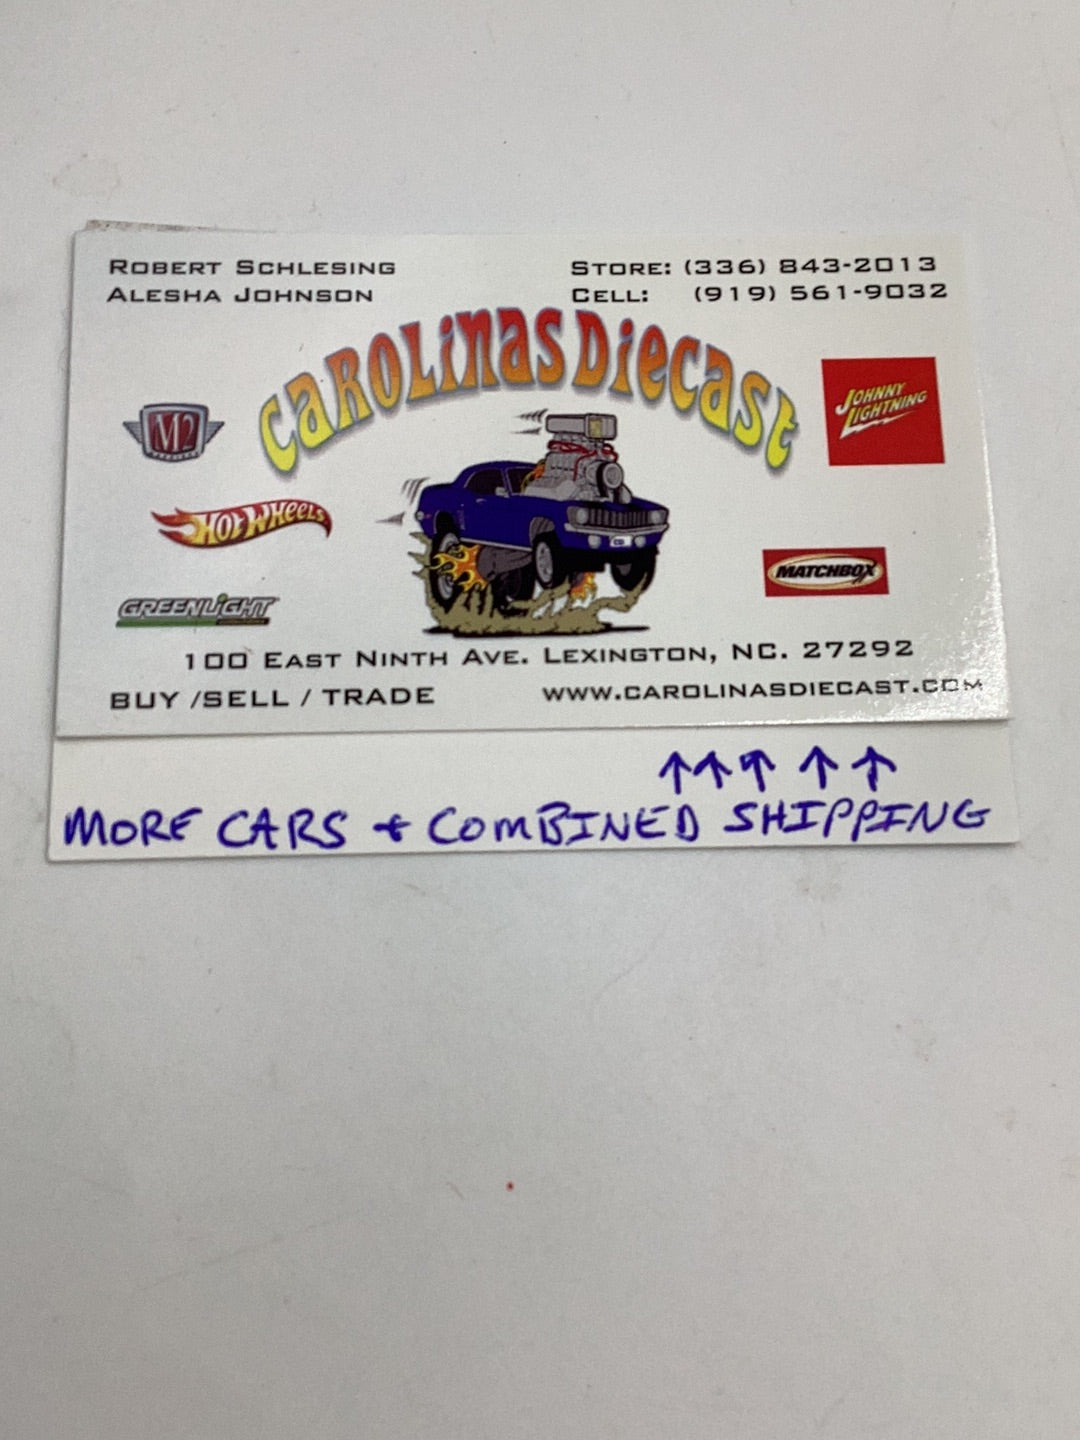 ROBERT SCHLESING
ALESHA JOHNSON
STORE: (336) 843-2013
CELL: (919) 561-9032
CAROLINAS DIECAST
M2
JOHNNY
LIGHTNING
HOT WHEELS
MATCHBOX
GREENLIGHT
100 EAST NINTH AVE. LEXINGTON, NC. 27292
BUY /SELL / TRADE
WWW.CAROLINASDIECAST.COM
MORE CARS + COMBINED SHIPPING